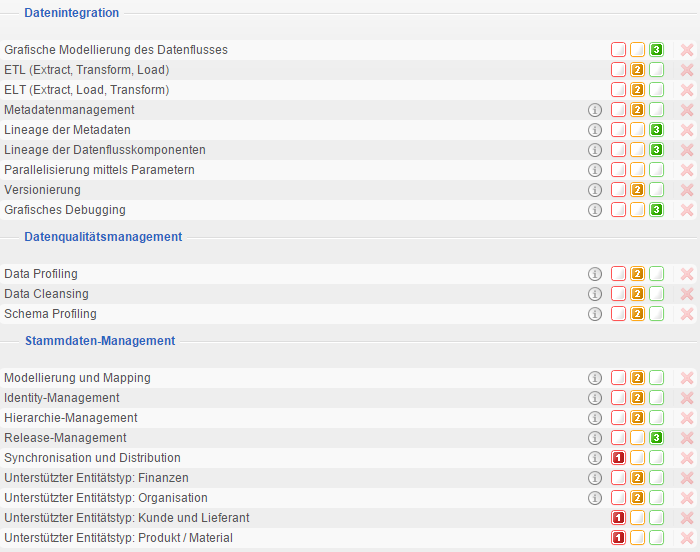 Datenintegration
Grafische Modellierung des Datenflusses 3
ETL (Extract, Transform, Load) 2
ELT (Extract, Load, Transform) 2
Metadatenmanagement i 2
Lineage der Metadaten i 3
Lineage der Datenflusskomponenten i 3
Parallelisierung mittels Parametern i
Versionierung i 2
Grafisches Debugging i 3
Datenqualitätsmanagement
Data Profiling i 2
Data Cleansing i 2
Schema Profiling i 2
Stammdaten-Management
Modellierung und Mapping i 2
Identity-Management i 2
Hierarchie-Management i 2
Release-Management i 3
Synchronisation und Distribution i 1
Unterstützter Entitätstyp: Finanzen i 2
Unterstützter Entitätstyp: Organisation i 2
Unterstützter Entitätstyp: Kunde und Lieferant 1
Unterstützter Entitätstyp: Produkt / Material 1